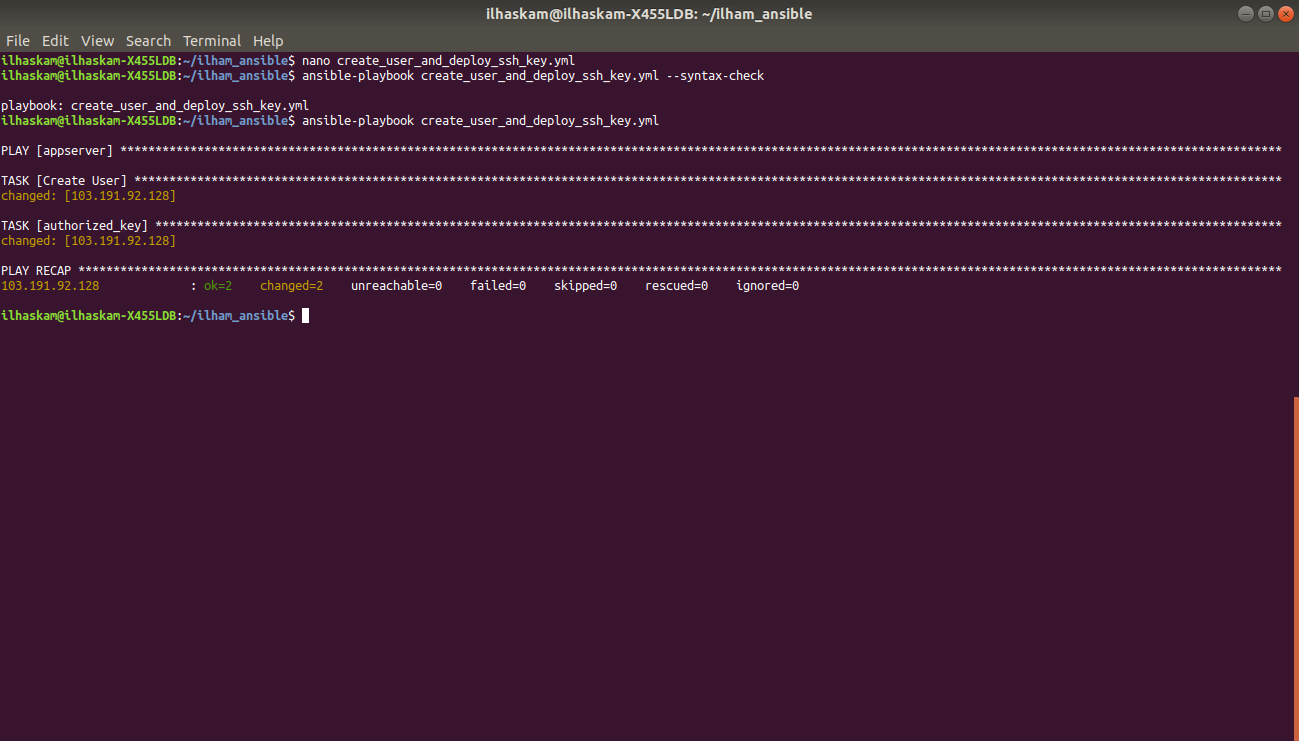 ilhaskam@ilhaskam-X455LDB: ~/ilham_ansible
File Edit View Search Terminal Help
ilhaskam@ilhaskam-X455LDB:~/ilham_ansible$ nano create_user_and_deploy_ssh_key.yml
ilhaskam@ilhaskam-X455LDB:~/ilham_ansible$ ansible-playbook create_user_and_deploy_ssh_key.yml --syntax-check
playbook: create_user_and_deploy_ssh_key.yml
ilhaskam@ilhaskam-X455LDB:~/ilham_ansible$ ansible-playbook create_user_and_deploy_ssh_key.yml
PLAY [appserver] **********************************************************************************************************************************************************************
TASK [Create User] ********************************************************************************************************************************************************************
changed: [103.191.92.128]
TASK [authorized_key] *****************************************************************************************************************************************************************
changed: [103.191.92.128]
PLAY RECAP ****************************************************************************************************************************************************************************
103.191.92.128             : ok=2    changed=2    unreachable=0    failed=0    skipped=0    rescued=0    ignored=0
ilhaskam@ilhaskam-X455LDB:~/ilham_ansible$